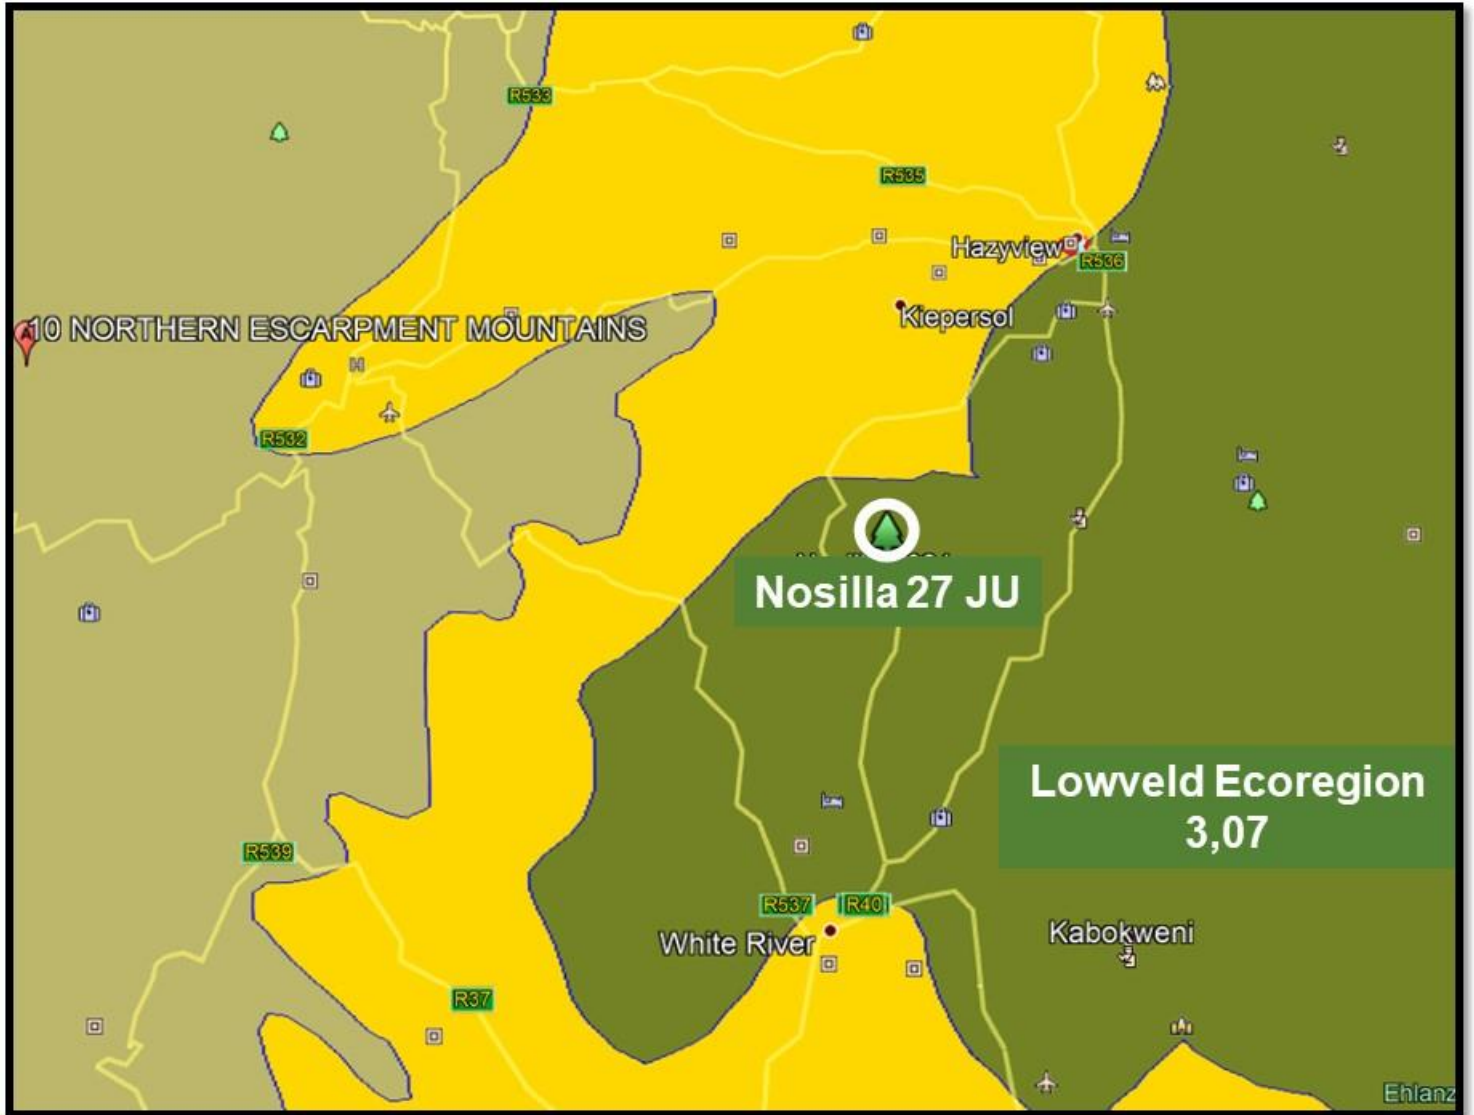 R533
R535
Hazyview
R536
Kiepersol
10 NORTHERN ESCARPMENT MOUNTAINS
H
R532
Nosilla 27 JU
Lowveld Ecoregion
3,07
R539
R537
R40
White River
Kabokweni
R37
Ehlanz